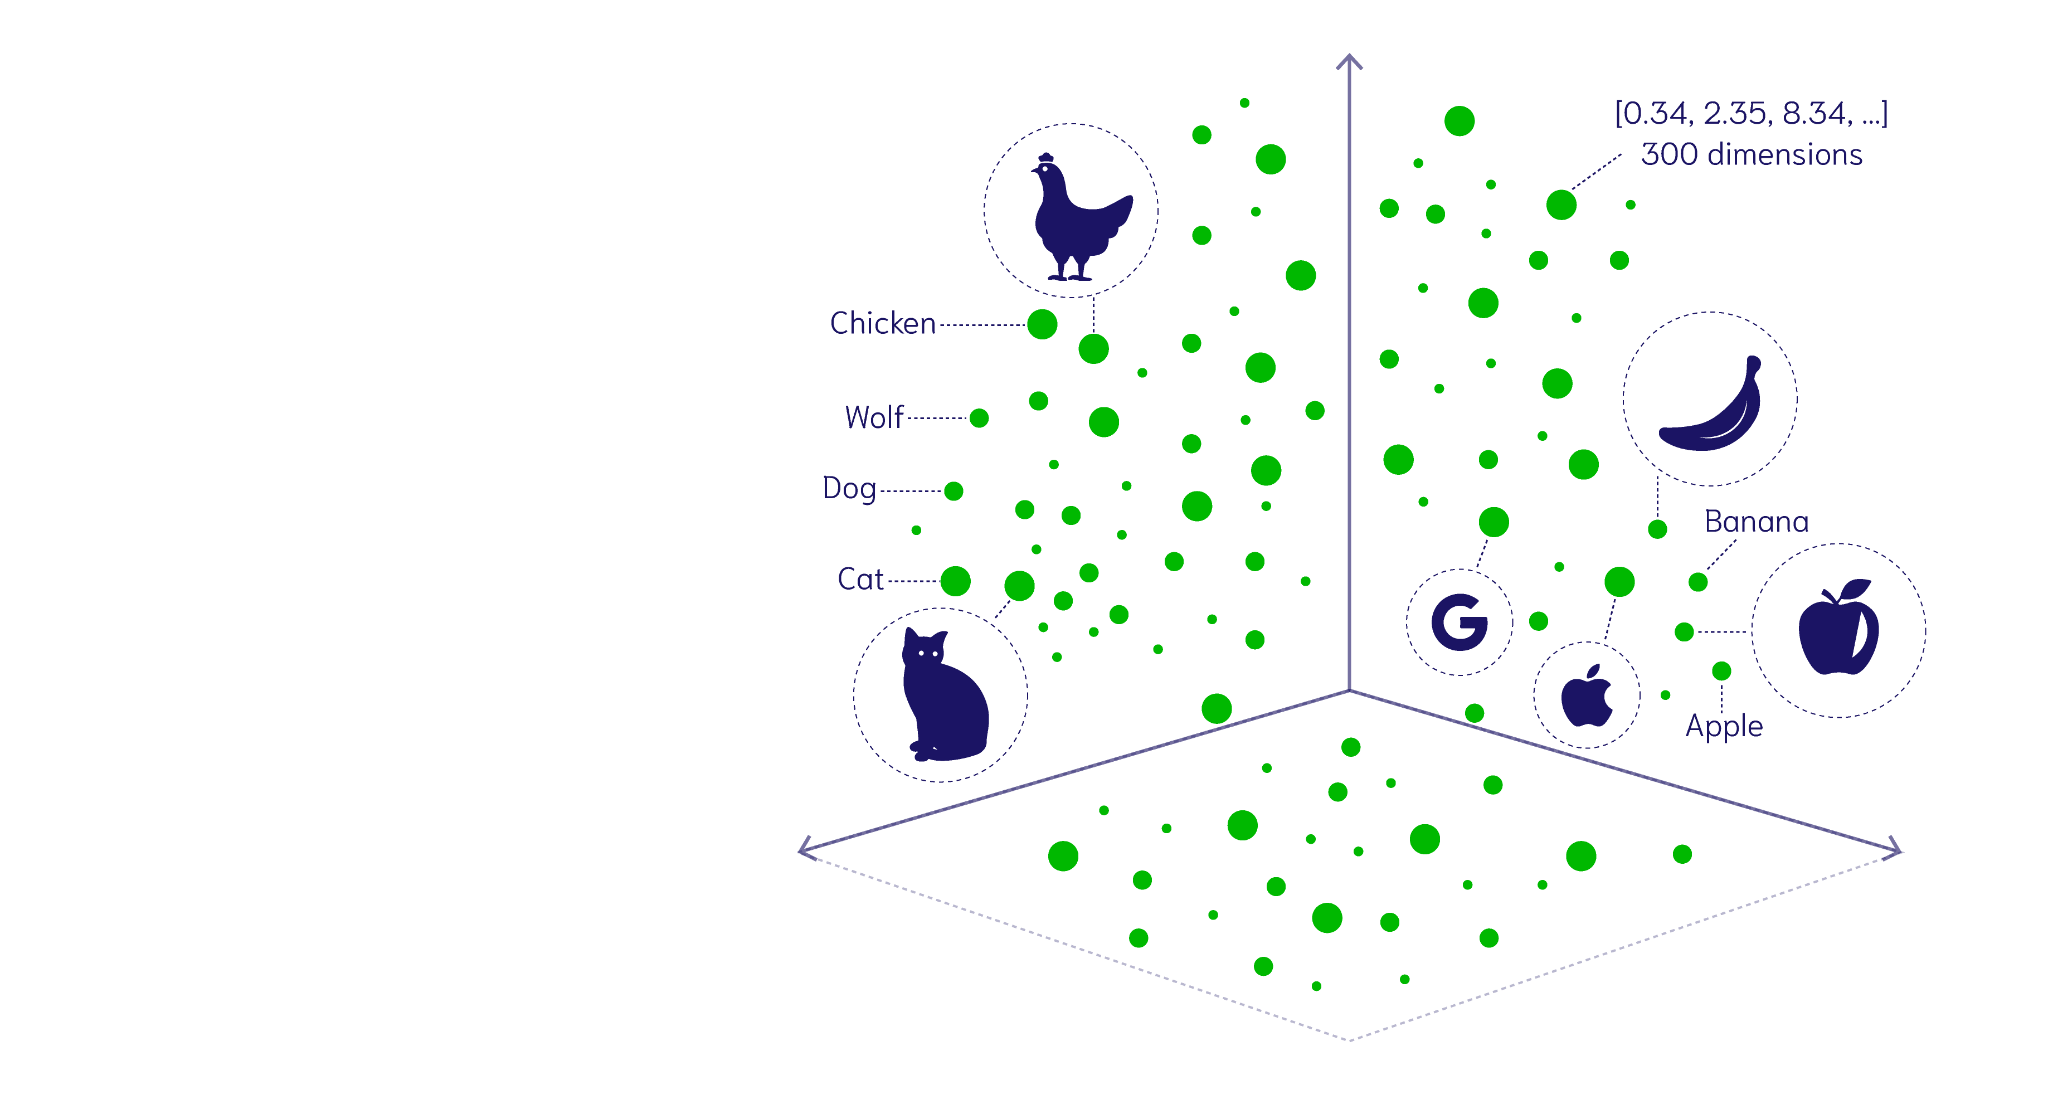 [0.34, 2.35, 8.34, ...]
300 dimensions
Chicken
Wolf
Dog
Cat
Banana
G
Apple